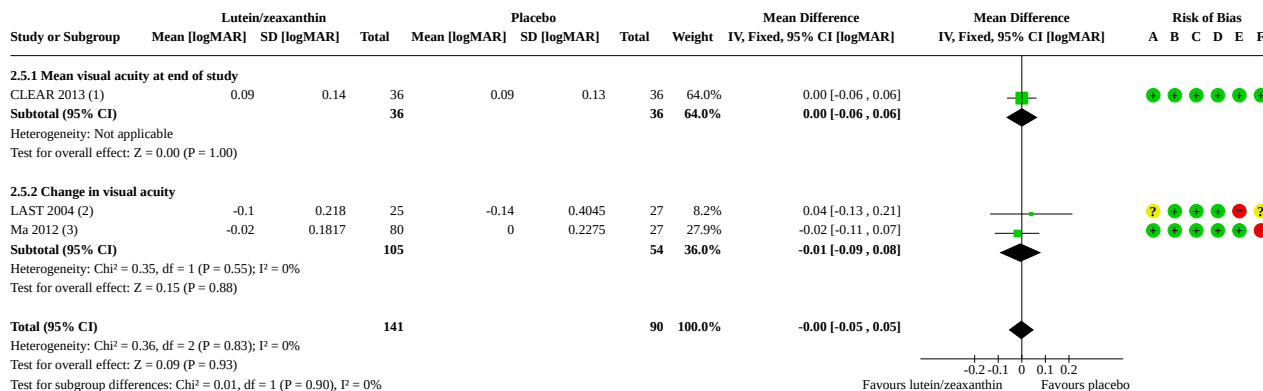 Lutein/zeaxanthin Placebo Mean Difference Mean Difference Risk of Bias
Study or Subgroup Mean [logMAR] SD [logMAR] Total Mean [logMAR] SD [logMAR] Total Weight IV, Fixed, 95% CI [logMAR] IV, Fixed, 95% CI [logMAR] A B C D E F
2.5.1 Mean visual acuity at end of study
CLEAR 2013 (1) 0.09 0.14 36 0.09 0.13 36 64.0% 0.00 [-0.06 , 0.06] + + + + + +
Subtotal (95% CI) 36 36 64.0% 0.00 [-0.06 , 0.06]
Heterogeneity: Not applicable
Test for overall effect: Z = 0.00 (P = 1.00)
2.5.2 Change in visual acuity
LAST 2004 (2) -0.1 0.218 25 -0.14 0.4045 27 8.2% 0.04 [-0.13 , 0.21] ? + + + − ?
Ma 2012 (3) -0.02 0.1817 80 0 0.2275 27 27.9% -0.02 [-0.11 , 0.07] + + + + + −
Subtotal (95% CI) 105 54 36.0% -0.01 [-0.09 , 0.08]
Heterogeneity: Chi² = 0.35, df = 1 (P = 0.55); I² = 0%
Test for overall effect: Z = 0.15 (P = 0.88)
Total (95% CI) 141 90 100.0% -0.00 [-0.05 , 0.05]
Heterogeneity: Chi² = 0.36, df = 2 (P = 0.83); I² = 0%
Test for overall effect: Z = 0.09 (P = 0.93)
-0.2 -0.1 0 0.1 0.2
Test for subgroup differences: Chi² = 0.01, df = 1 (P = 0.90), I² = 0% Favours lutein/zeaxanthin Favours placebo